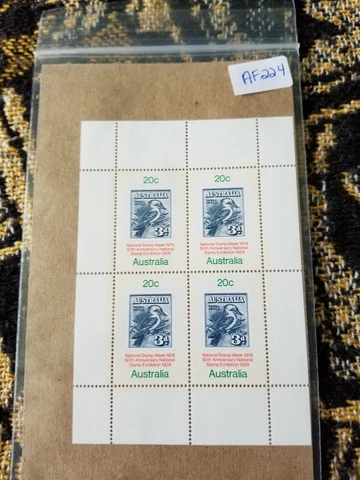 AF224
20c
AUSTRALIA
3d
National Stamp Week 1978
50th Anniversary National
Stamp Exhibition 1928
Australia
20c
AUSTRALIA
3d
National Stamp Week 1978
50th Anniversary National
Stamp Exhibition 1928
Australia
20c
AUSTRALIA
3d
National Stamp Week 1978
50th Anniversary National
Stamp Exhibition 1928
Australia
20c
AUSTRALIA
3d
National Stamp Week 1978
50th Anniversary National
Stamp Exhibition 1928
Australia